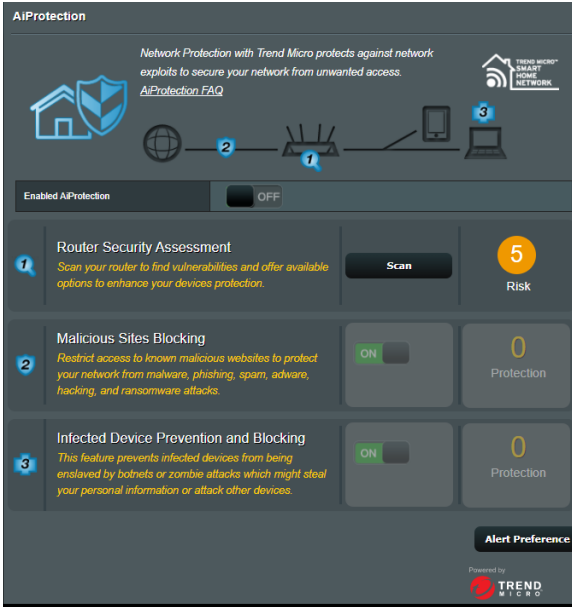 AiProtection
Network Protection with Trend Micro protects against network
exploits to secure your network from unwanted access.
AiProtection FAQ
TREND MICRO™
SMART
HOME
NETWORK
3
2
1
Enabled AiProtection
OFF
1
Router Security Assessment
Scan your router to find vulnerabilities and offer available
options to enhance your devices protection.
Scan
5
Risk
2
Malicious Sites Blocking
Restrict access to known malicious websites to protect
your network from malware, phishing, spam, adware,
hacking, and ransomware attacks.
ON
0
Protection
3
Infected Device Prevention and Blocking
This feature prevents infected devices from being
enslaved by botnets or zombie attacks which might steal
your personal information or attack other devices.
ON
0
Protection
Alert Preference
Powered by
TREND
MICRO